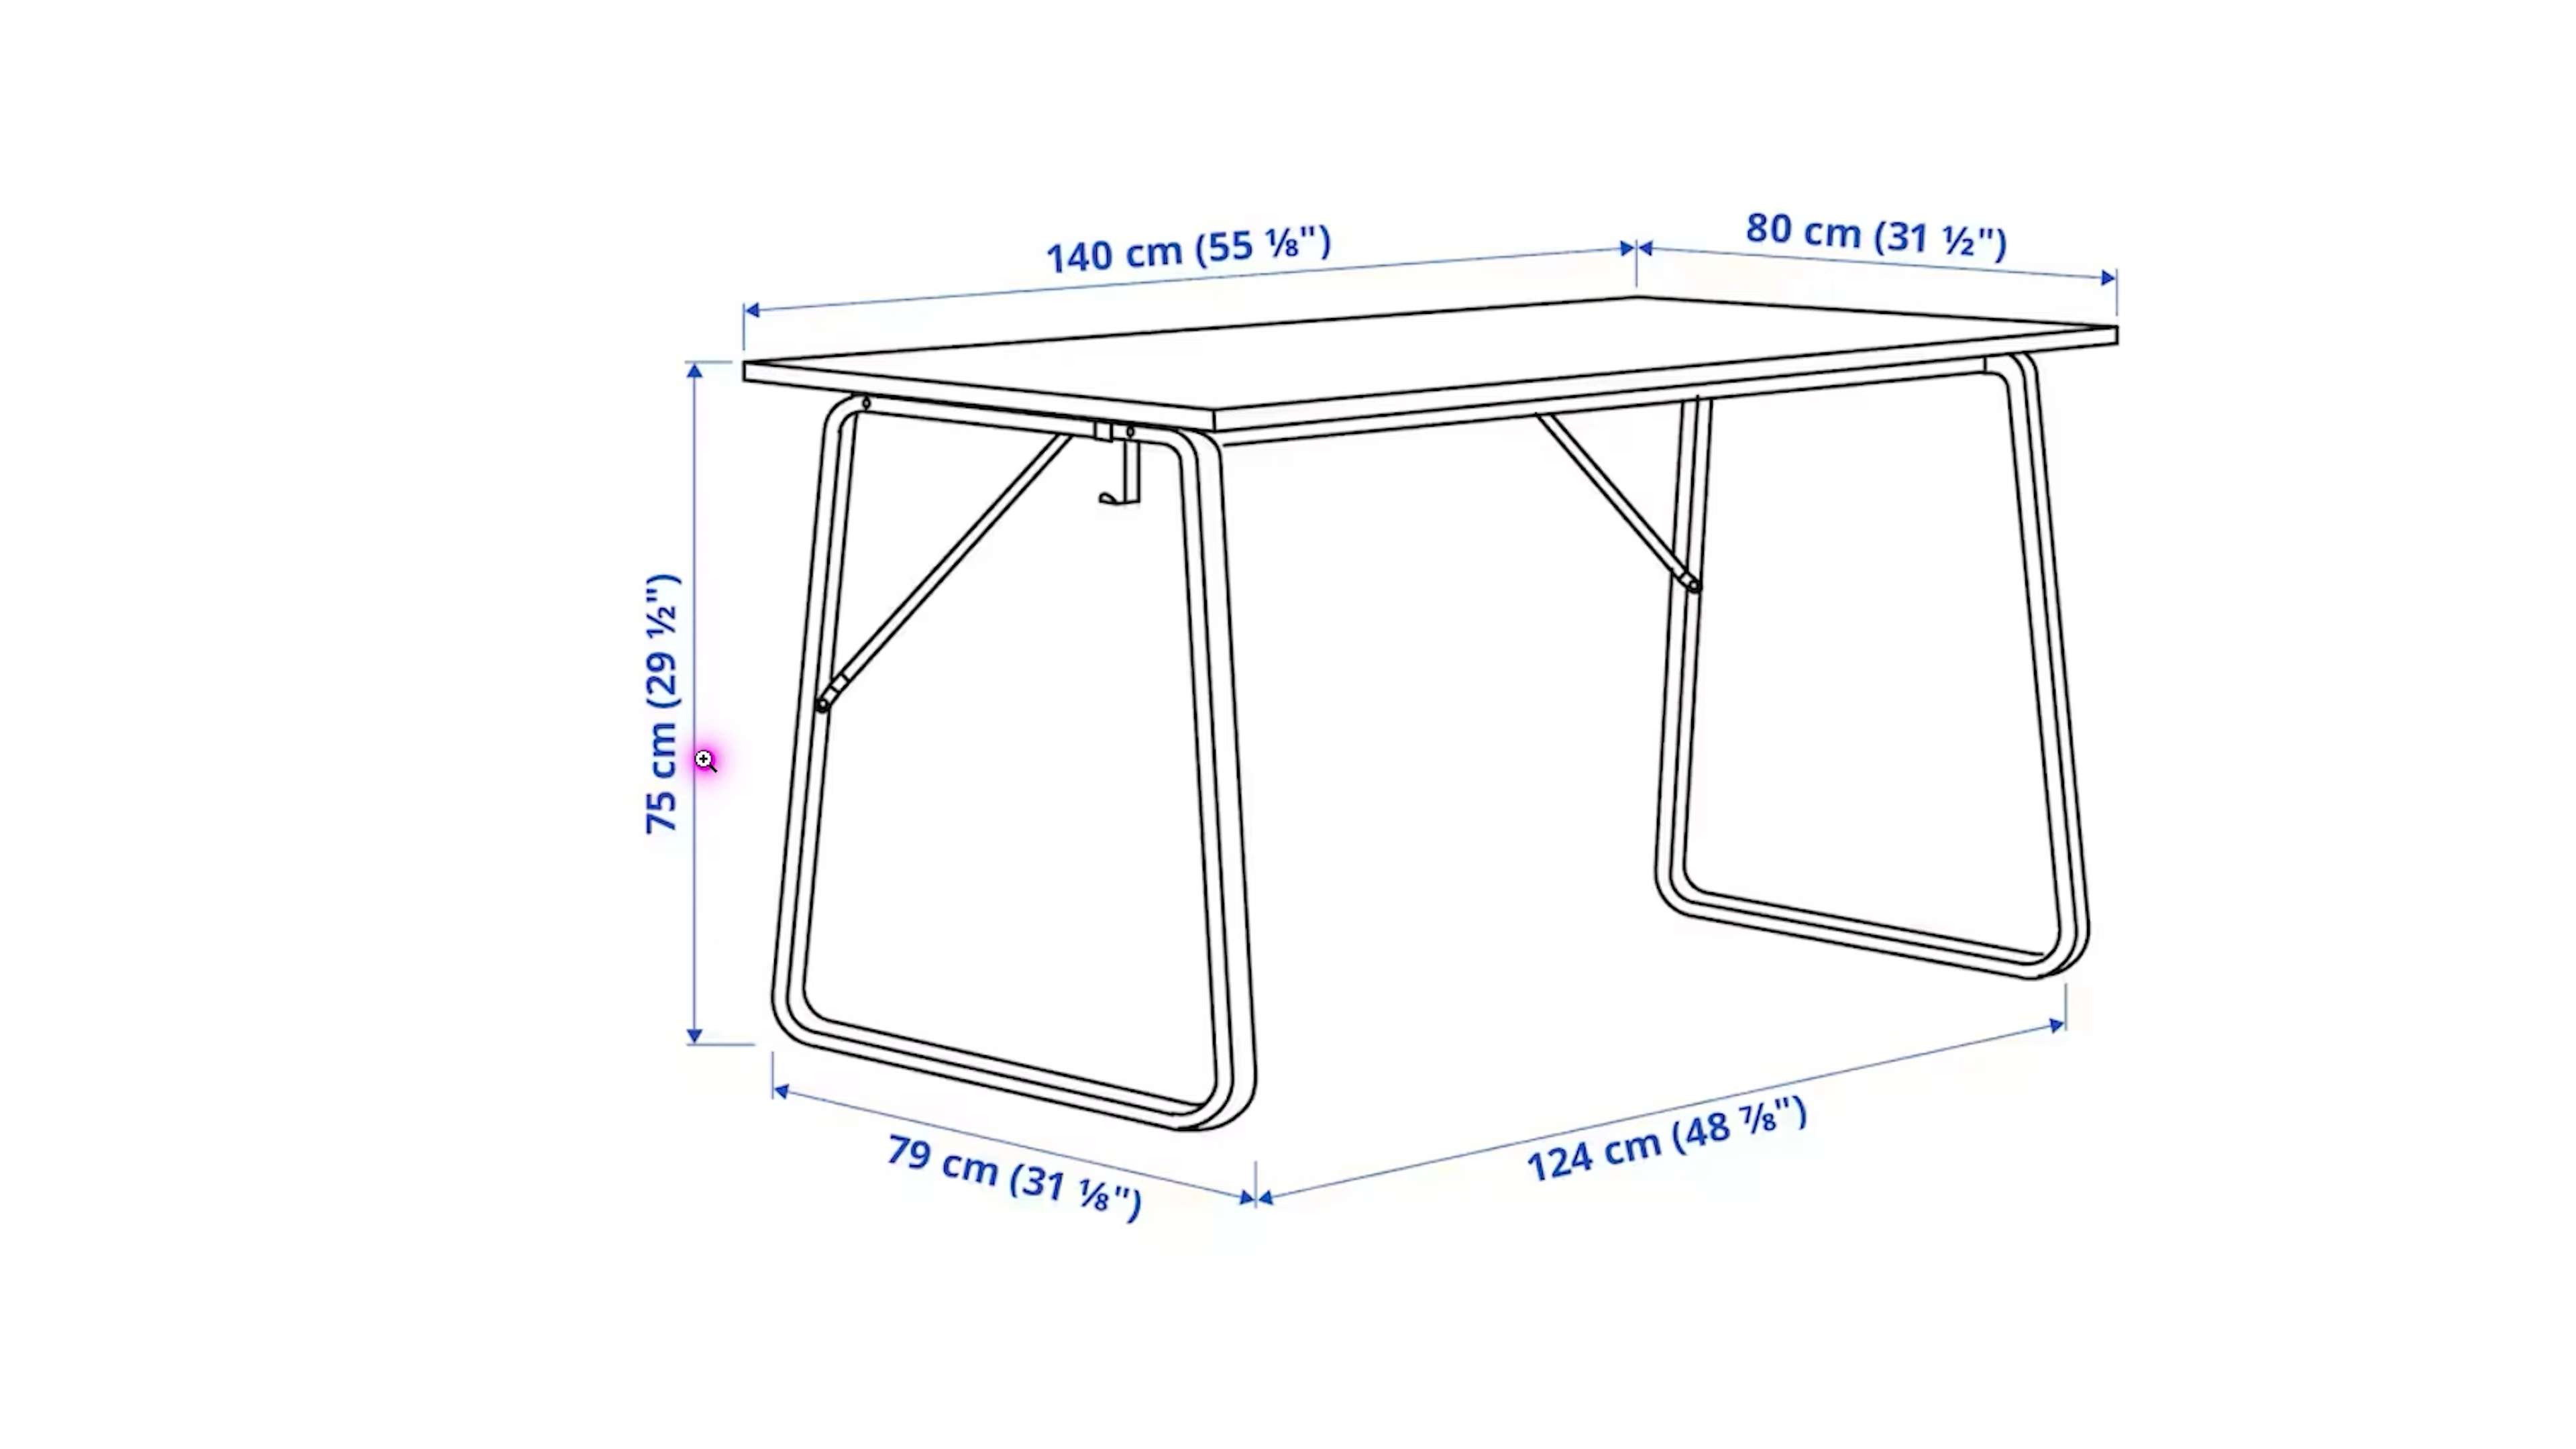 140 cm (55 ⅛")
80 cm (31 ½")
75 cm (29 ½")
79 cm (31 ⅛")
124 cm (48 ⅞")